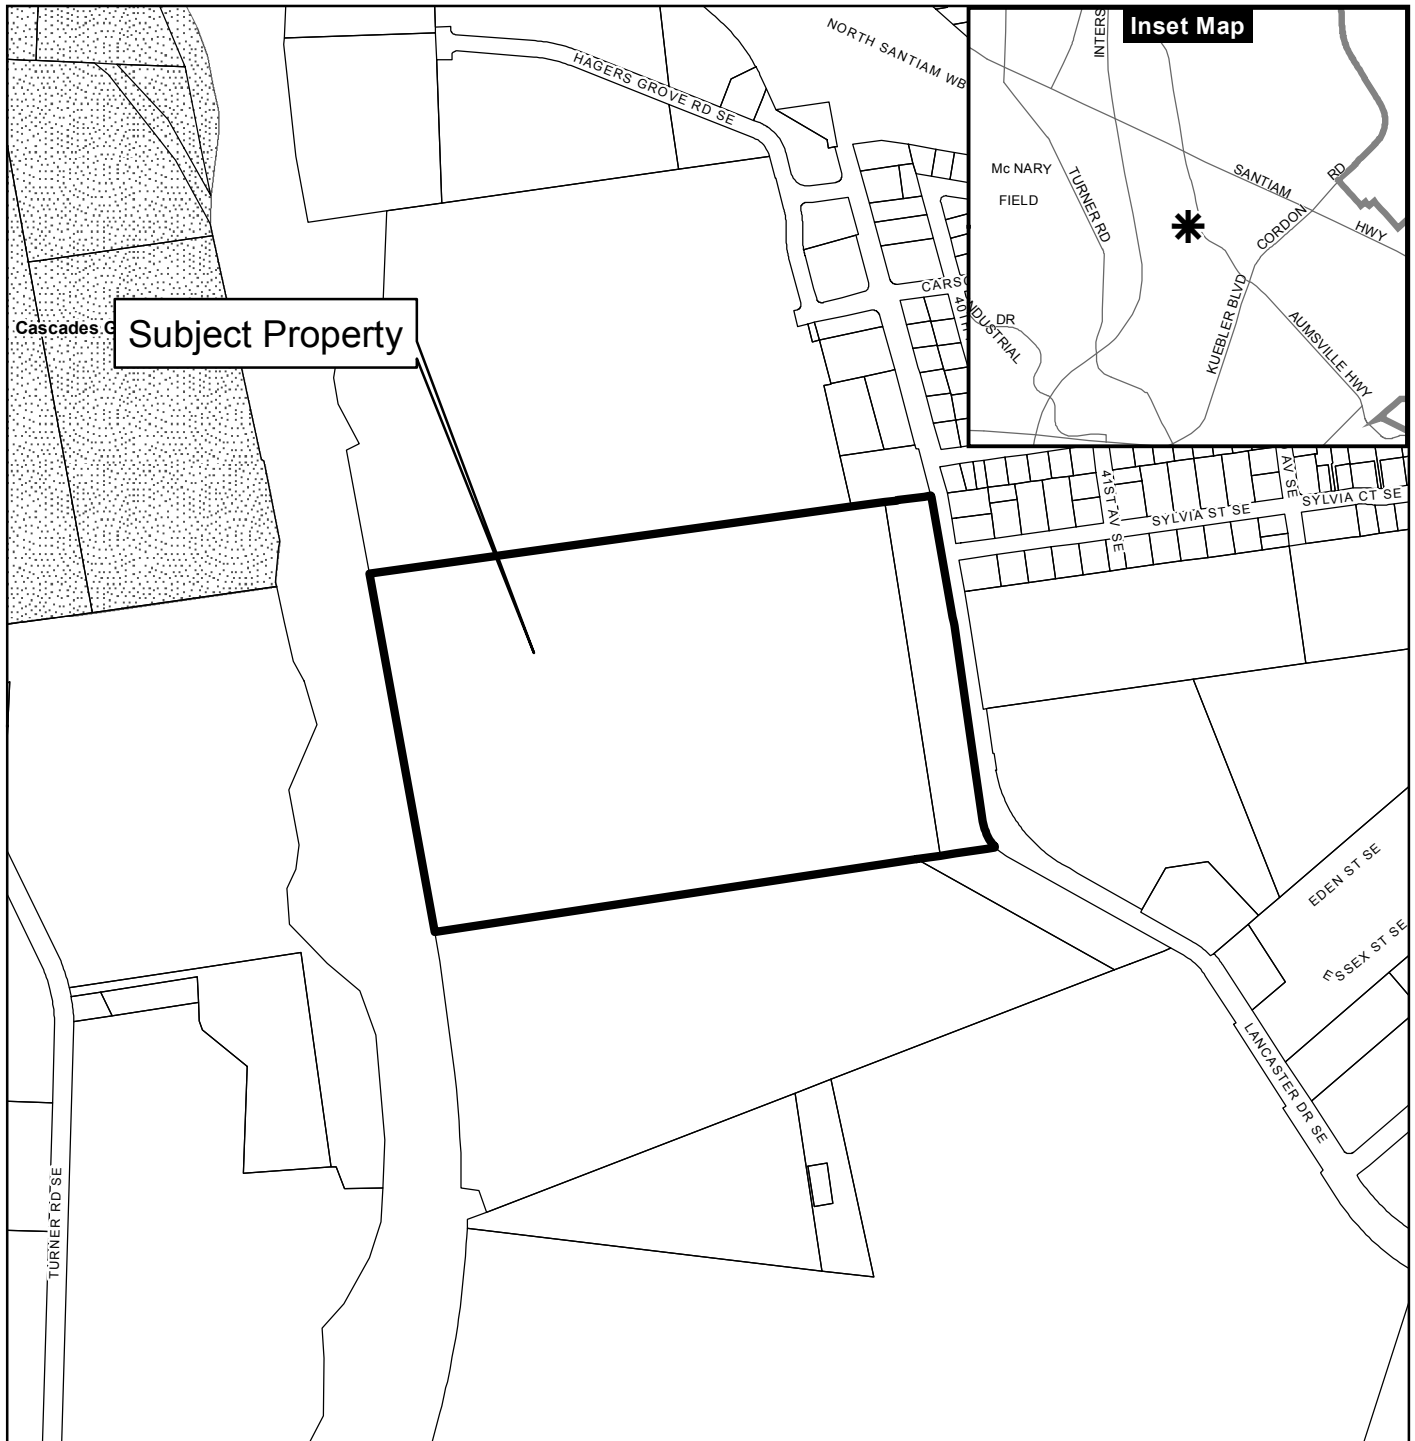 Inset Map
NORTH SANTIAM WB
INTERS
HAGERS GROVE RD SE
Mc NARY
FIELD
TURNER RD
SANTIAM
HWY
CORDON
RD
KUEBLER BLVD
AUMSVILLE HWY
DR
INDUSTRIAL
CARSO
40TH
Cascades G
Subject Property
41ST AV SE
SYLVIA ST SE
AV SE
SYLVIA CT SE
EDEN ST SE
ESSEX ST SE
LANCASTER DR SE
TURNER RD SE